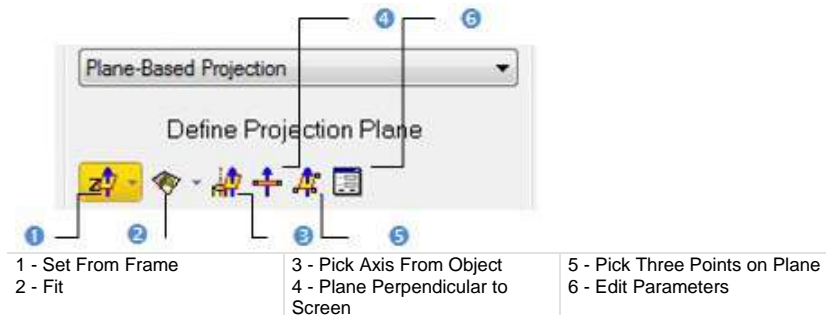 4 6
Plane-Based Projection
Define Projection Plane
Z
1 2 3 5
1 - Set From Frame
2 - Fit
3 - Pick Axis From Object
4 - Plane Perpendicular to
Screen
5 - Pick Three Points on Plane
6 - Edit Parameters